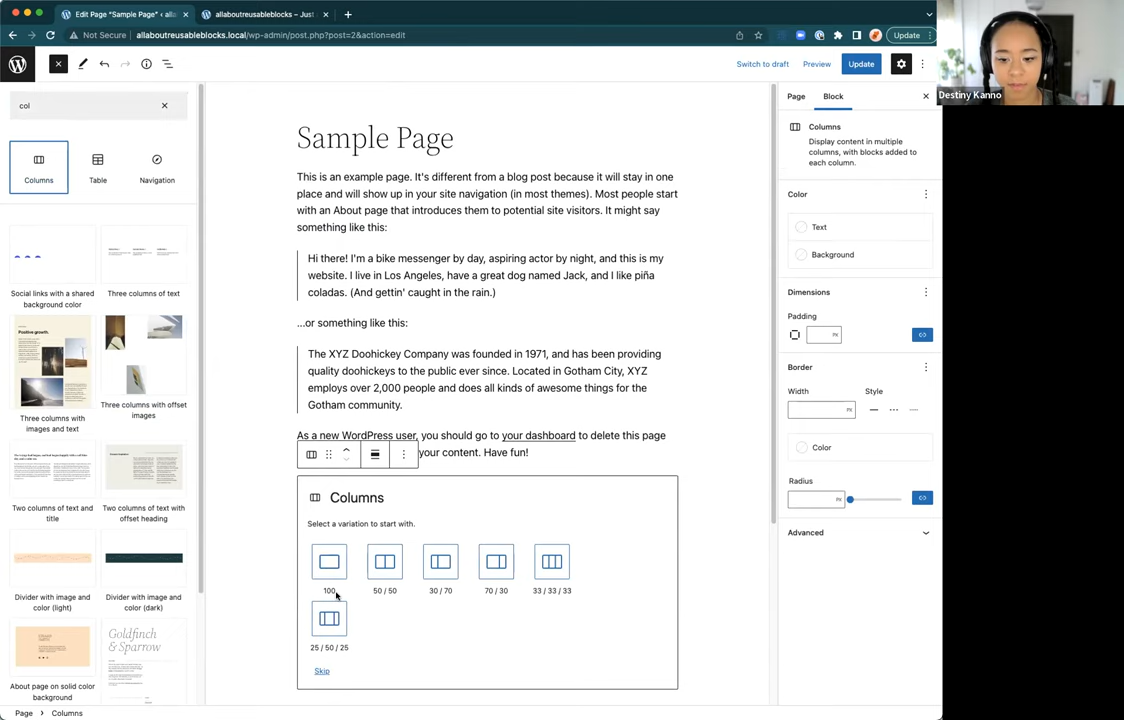 Edit Page "Sample Page" ‹ alla
allaboutreusableblocks – Just
Not Secure
allaboutreusableblocks.local/wp-admin/post.php?post=2&action=edit
Update
Switch to draft
Preview
Update
Destiny Kanno
col
Columns
Table
Navigation
Social links with a shared
background color
Three columns of text
Positive growth.
Three columns with
images and text
Three columns with offset
images
Two columns of text and
title
Two columns of text with
offset heading
Divider with image and
color (light)
Divider with image and
color (dark)
About page on solid color
background
Goldfinch
& Sparrow
Sample Page
This is an example page. It's different from a blog post because it will stay in one
place and will show up in your site navigation (in most themes). Most people start
with an About page that introduces them to potential site visitors. It might say
something like this:
Hi there! I'm a bike messenger by day, aspiring actor by night, and this is my
website. I live in Los Angeles, have a great dog named Jack, and I like piña
coladas. (And gettin' caught in the rain.)
...or something like this:
The XYZ Doohickey Company was founded in 1971, and has been providing
quality doohickeys to the public ever since. Located in Gotham City, XYZ
employs over 2,000 people and does all kinds of awesome things for the
Gotham community.
As a new WordPress user, you should go to your dashboard to delete this page
your content. Have fun!
Columns
Select a variation to start with.
100
50 / 50
30 / 70
70 / 30
33 / 33 / 33
25 / 50 / 25
Skip
Page
Block
Columns
Display content in multiple
columns, with blocks added to
each column.
Color
Text
Background
Dimensions
Padding
PX
Border
Width
Style
PX
Color
Radius
PX
Advanced
Page
Columns